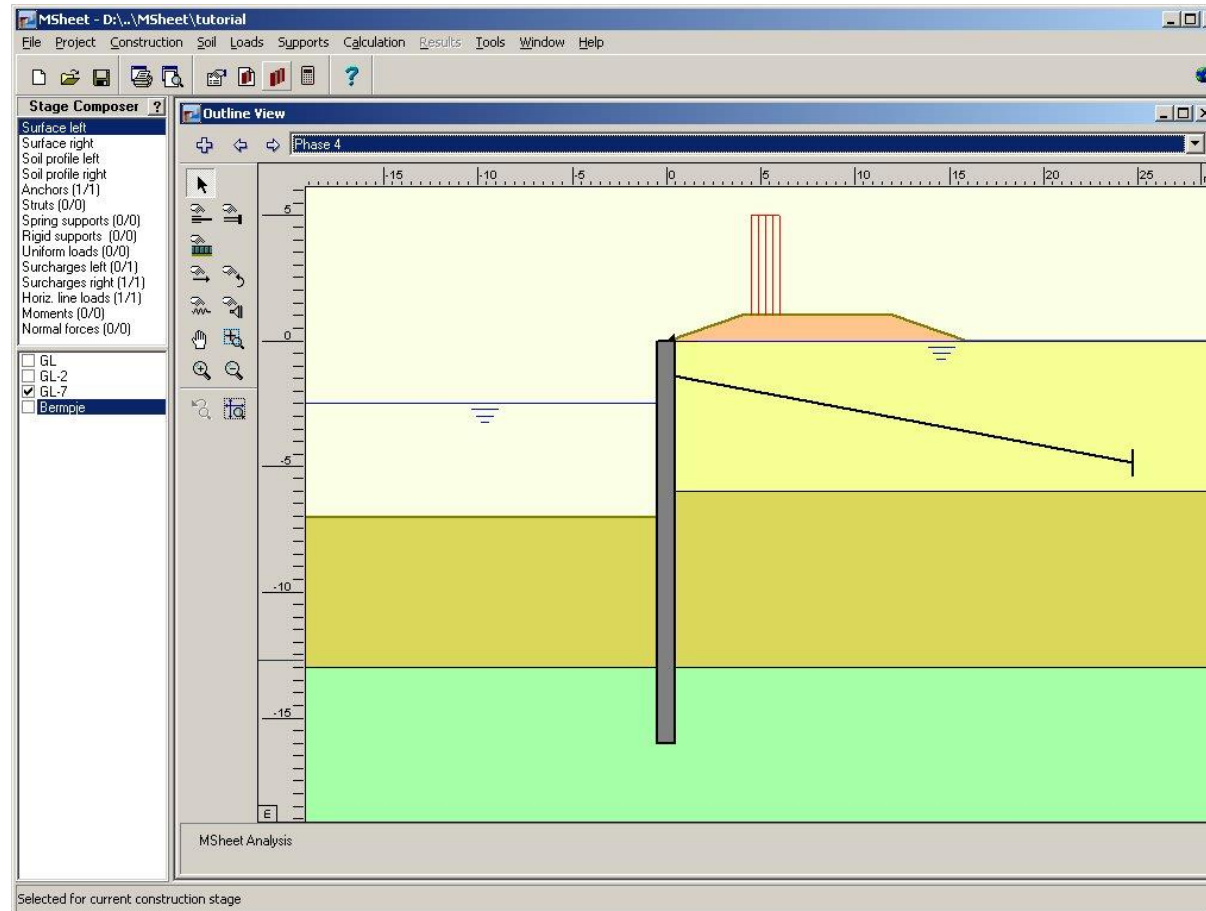 MSheet - D:\..\MSheet\tutorial
File Project Construction Soil Loads Supports Calculation Results Tools Window Help
Stage Composer ?
Surface left
Surface right
Soil profile left
Soil profile right
Anchors (1/1)
Struts (0/0)
Spring supports (0/0)
Rigid supports (0/0)
Uniform loads (0/0)
Surcharges left (0/1)
Surcharges right (1/1)
Horiz. line loads (1/1)
Moments (0/0)
Normal forces (0/0)
GL
GL-2
GL-7
Bermpje
Outline View
Phase 4
-15 -10 -5 0 5 10 15 20 25
5
0
-5
-10
-15
E
MSheet Analysis
Selected for current construction stage